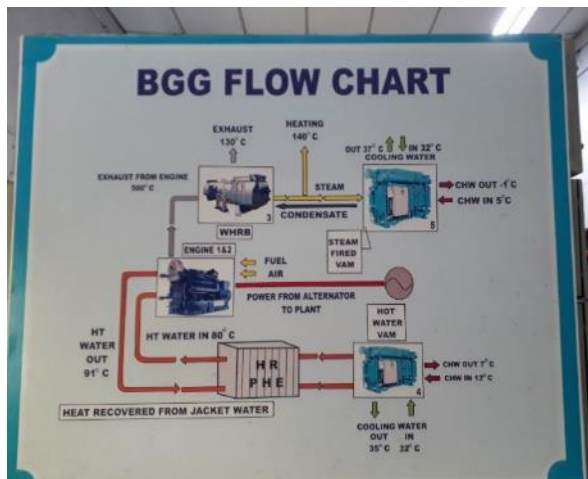 BGG FLOW CHART
EXHAUST
130°C
HEATING
140°C
OUT 37°C
IN 32°C
COOLING WATER
EXHAUST FROM ENGINE
500°C
STEAM
CONDENSATE
CHW OUT -1°C
CHW IN 5°C
3
5
WHRB
STEAM
FIRED
VAM
ENGINE 1&2
FUEL
AIR
POWER FROM ALTERNATOR
TO PLANT
HOT
WATER
VAM
HT
WATER
OUT
91°C
HT WATER IN 80°C
HR
PHE
CHW OUT 7°C
CHW IN 12°C
4
HEAT RECOVERED FROM JACKET WATER
COOLING WATER
OUT IN
35°C 32°C